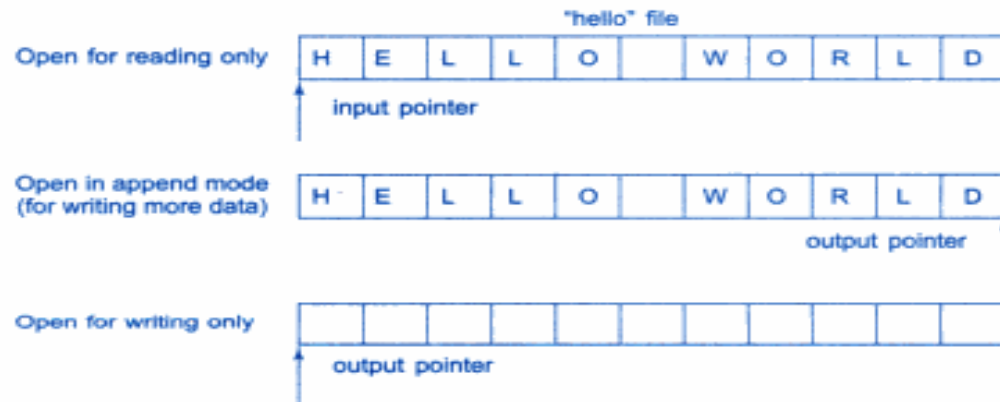 "hello" file
Open for reading only H E L L O W O R L D
input pointer
Open in append mode
(for writing more data) H E L L O W O R L D
output pointer
Open for writing only
output pointer